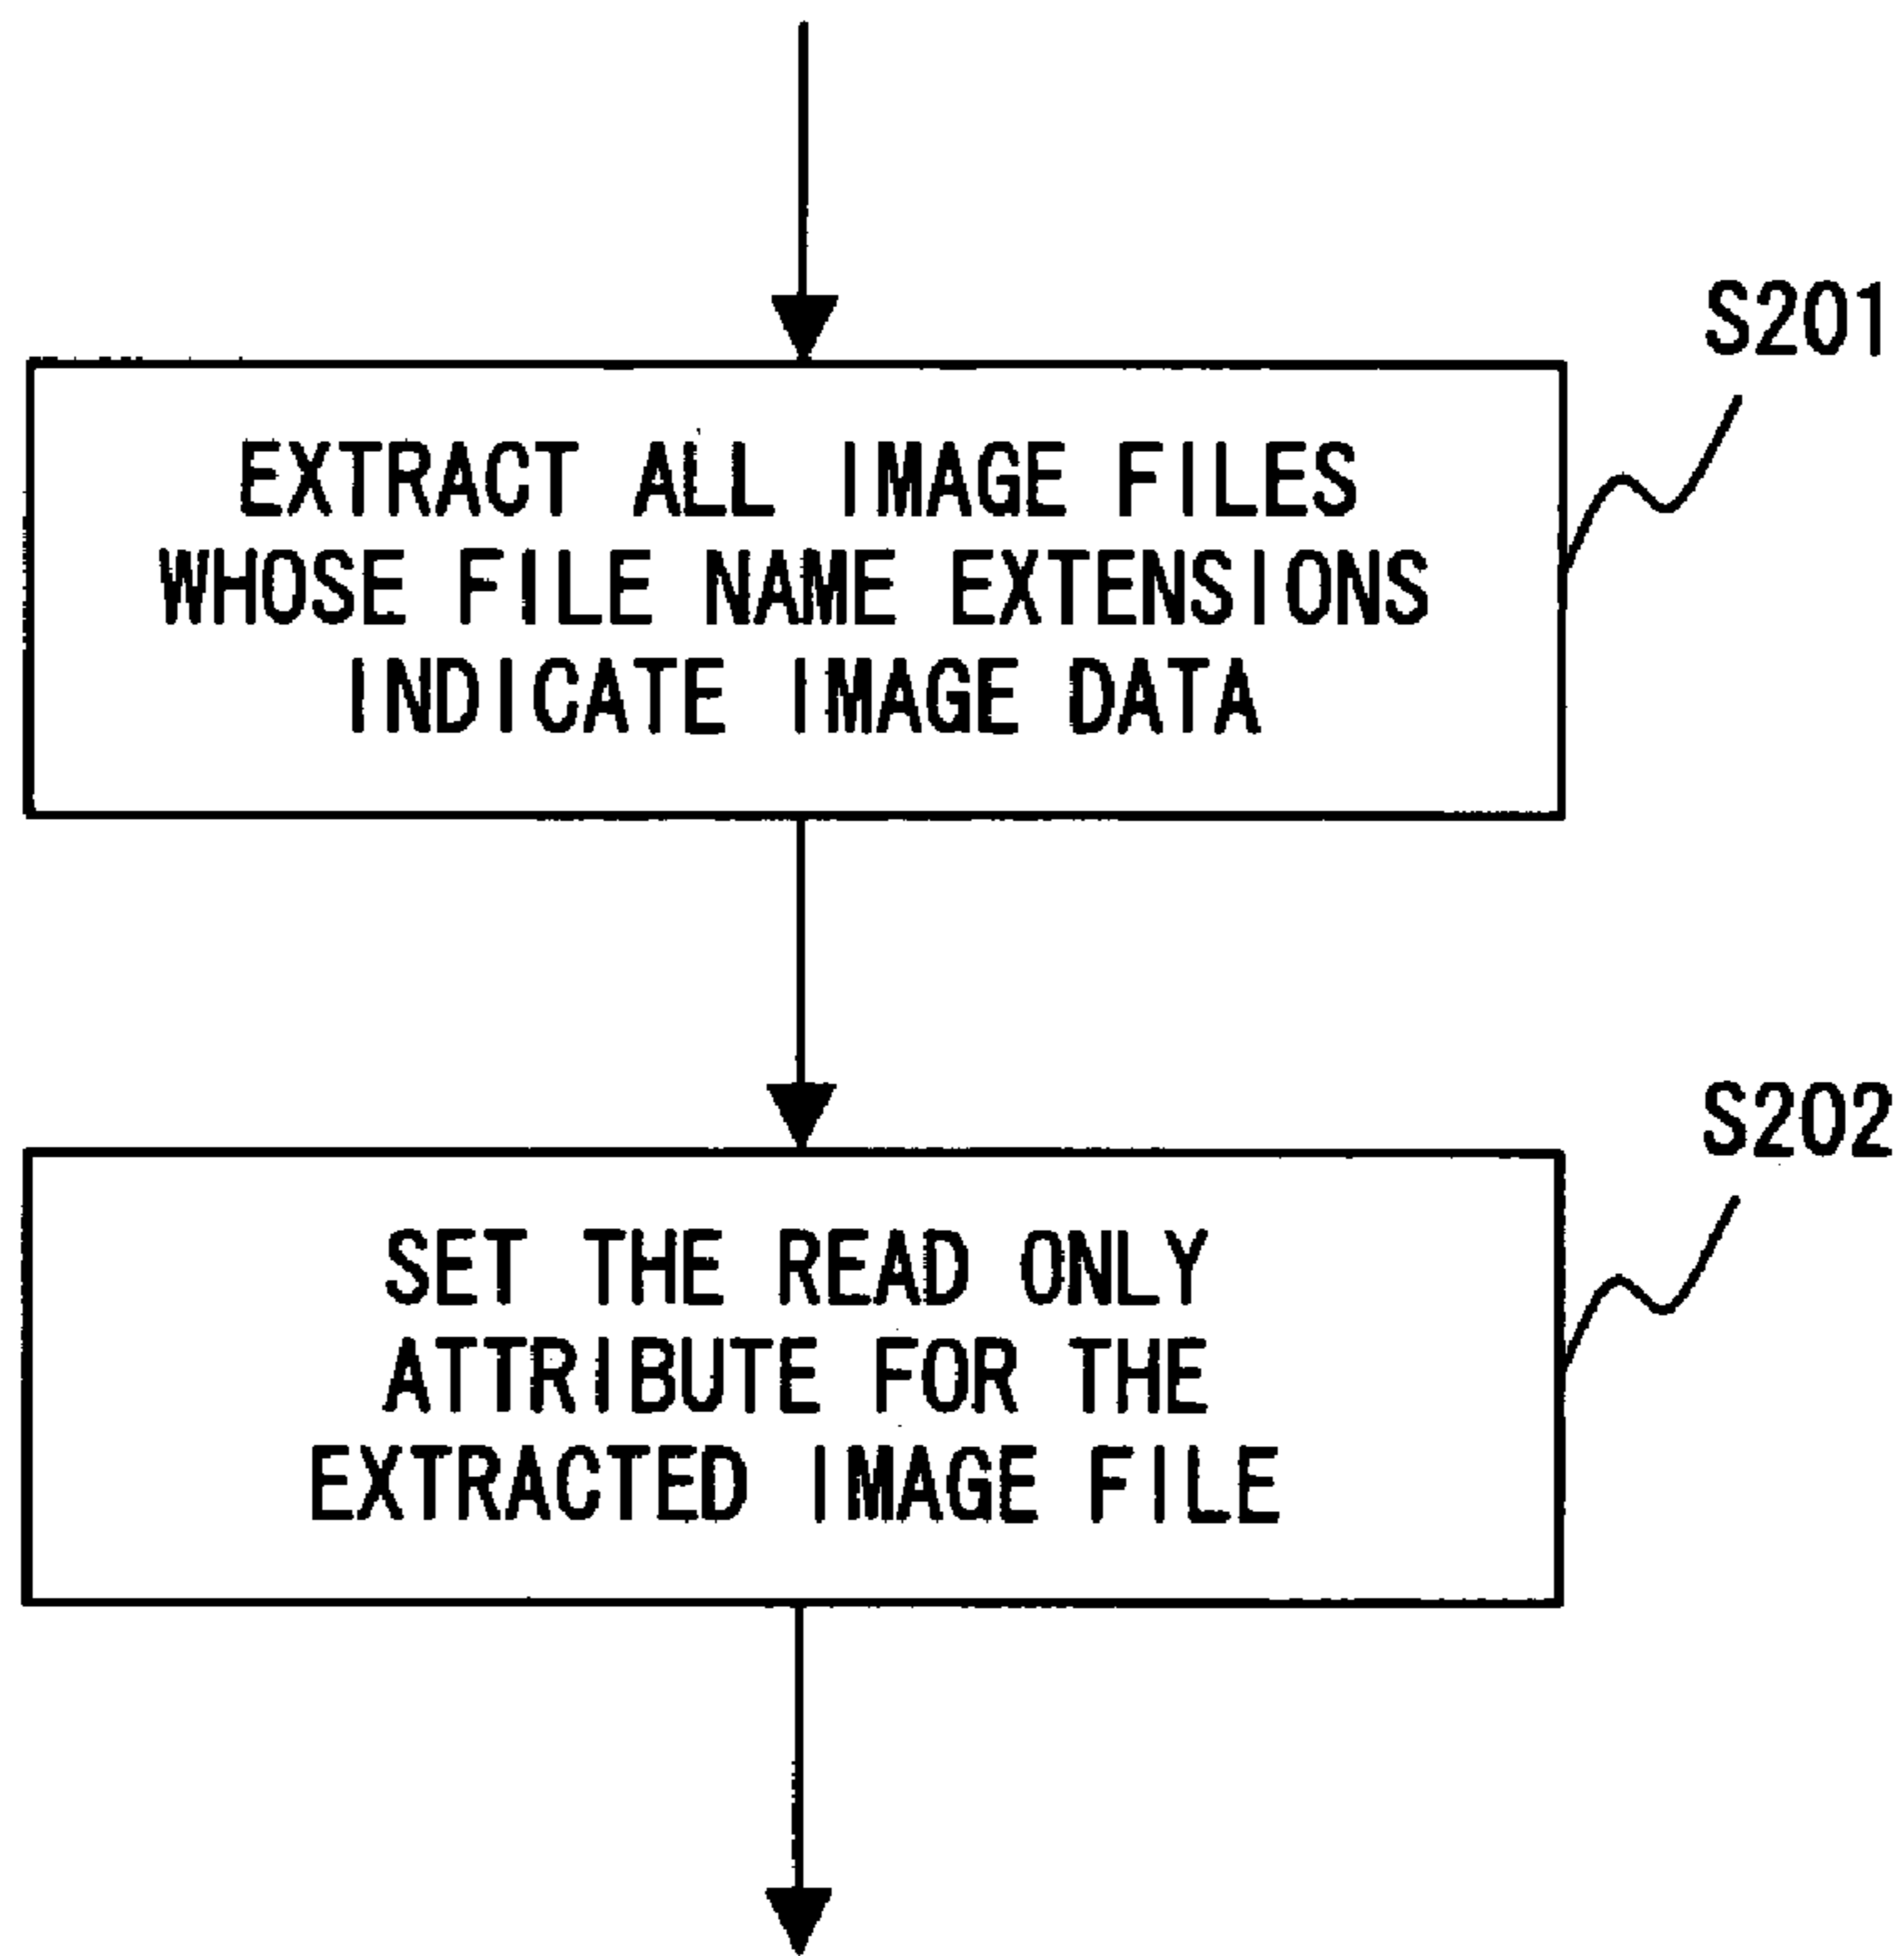 S201
EXTRACT ALL IMAGE FILES
WHOSE FILE NAME EXTENSIONS
INDICATE IMAGE DATA
S202
SET THE READ ONLY
ATTRIBUTE FOR THE
EXTRACTED IMAGE FILE